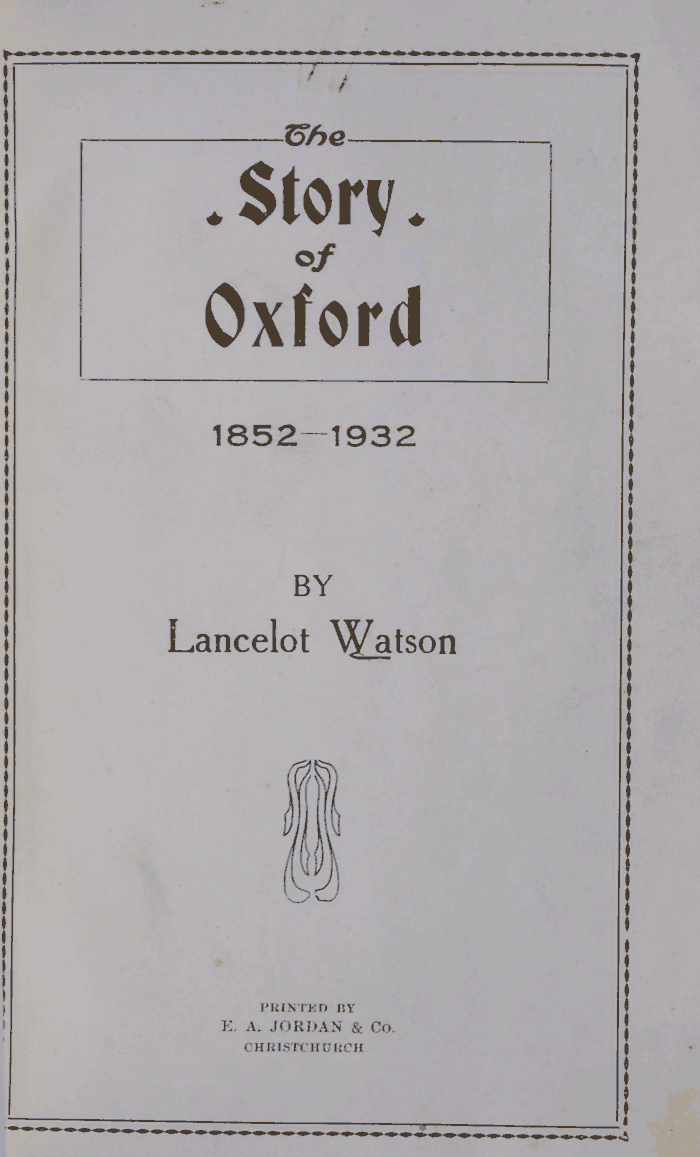 The
Story
of
Oxford
1852—1932
BY
Lancelot Watson
PRINTED BY
E. A. JORDAN & Co.
CHRISTCHURCH